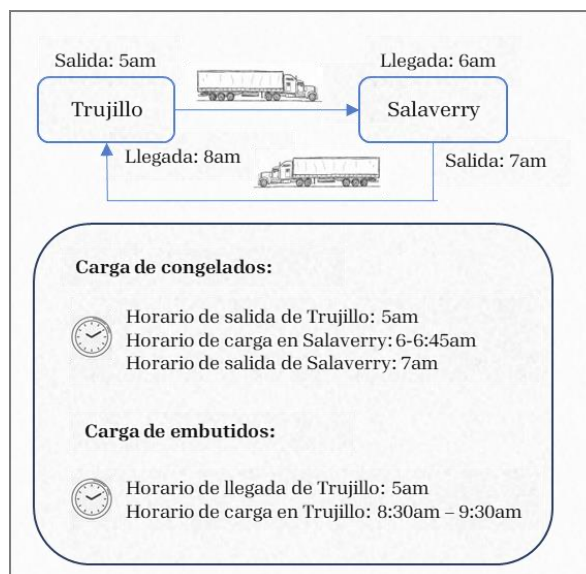 Salida: 5am
Llegada: 6am
Trujillo
Salaverry
Llegada: 8am
Salida: 7am
Carga de congelados:
Horario de salida de Trujillo: 5am
Horario de carga en Salaverry: 6-6:45am
Horario de salida de Salaverry: 7am
Carga de embutidos:
Horario de llegada de Trujillo: 5am
Horario de carga en Trujillo: 8:30am – 9:30am